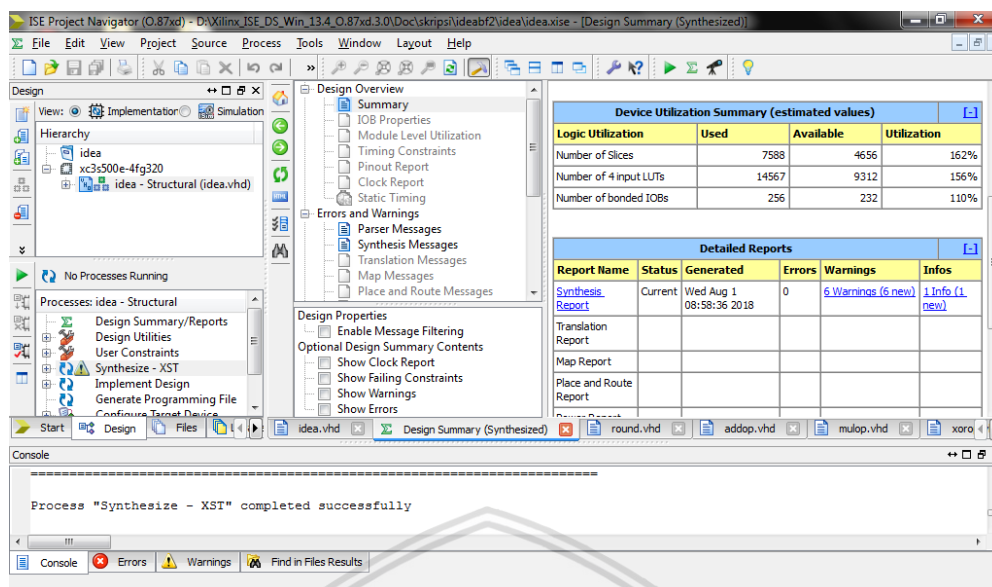 ISE Project Navigator (O.87xd) - D:\Xilinx_ISE_DS_Win_13.4_O.87xd.3.0\Doc\skripsi\ideabf2\idea\idea.xise - [Design Summary (Synthesized)]
File Edit View Project Source Process Tools Window Layout Help
Design
View: Implementation Simulation
Hierarchy
idea
xc3s500e-4fg320
idea - Structural (idea.vhd)
No Processes Running
Processes: idea - Structural
Design Summary/Reports
Design Utilities
User Constraints
Synthesize - XST
Implement Design
Generate Programming File
Configure Target Device
Start Design Files
Design Overview
Summary
IOB Properties
Module Level Utilization
Timing Constraints
Pinout Report
Clock Report
Static Timing
Errors and Warnings
Parser Messages
Synthesis Messages
Translation Messages
Map Messages
Place and Route Messages
Design Properties
Enable Message Filtering
Optional Design Summary Contents
Show Clock Report
Show Failing Constraints
Show Warnings
Show Errors
Device Utilization Summary (estimated values) [-]
Logic Utilization Used Available Utilization
Number of Slices 7588 4656 162%
Number of 4 input LUTs 14567 9312 156%
Number of bonded IOBs 256 232 110%
Detailed Reports [-]
Report Name Status Generated Errors Warnings Infos
Synthesis Report Current Wed Aug 1 08:58:36 2018 0 6 Warnings (6 new) 1 Info (1 new)
Translation Report
Map Report
Place and Route Report
idea.vhd Design Summary (Synthesized) round.vhd addop.vhd mulop.vhd xoro
Console
Process "Synthesize - XST" completed successfully
Console Errors Warnings Find in Files Results